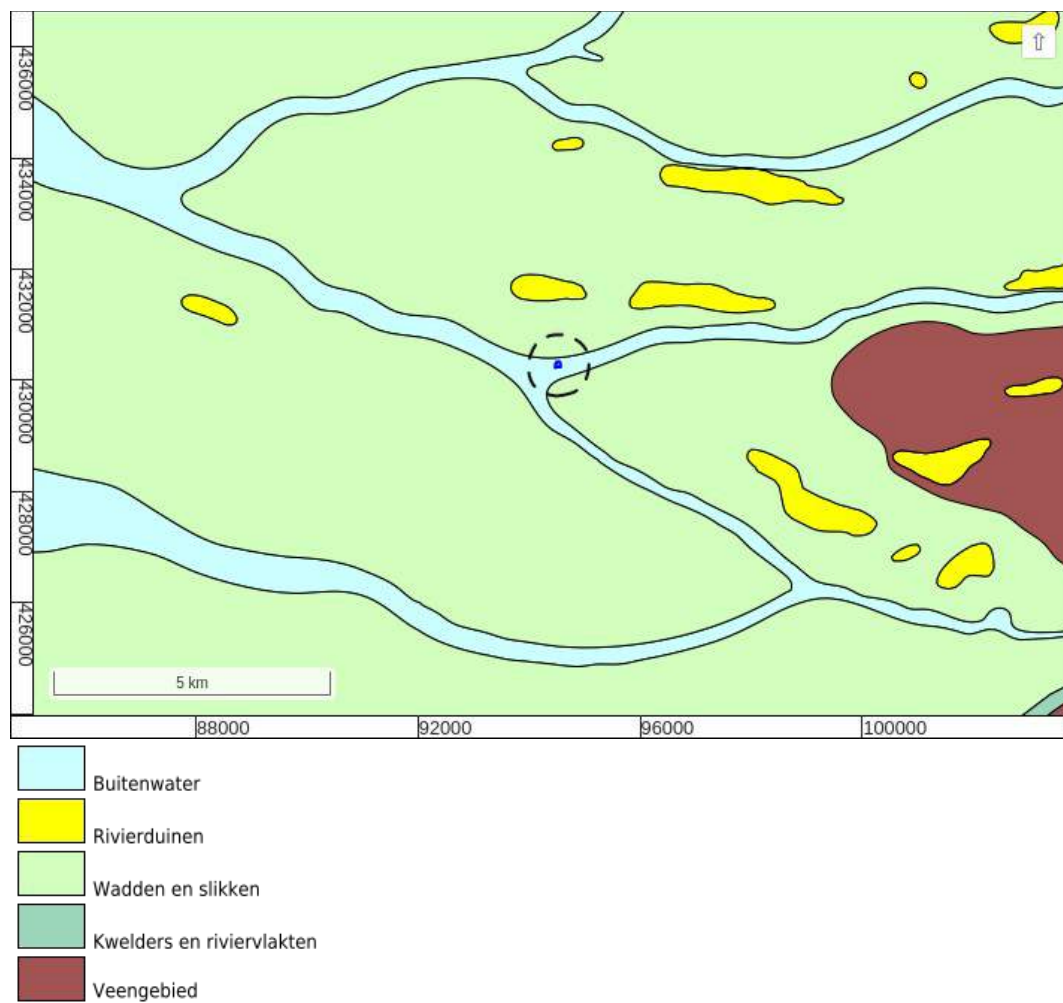 ⇧
436000
434000
432000
430000
428000
426000
5 km
88000
92000
96000
100000
Buitenwater
Rivierduinen
Wadden en slikken
Kwelders en riviervlakten
Veengebied